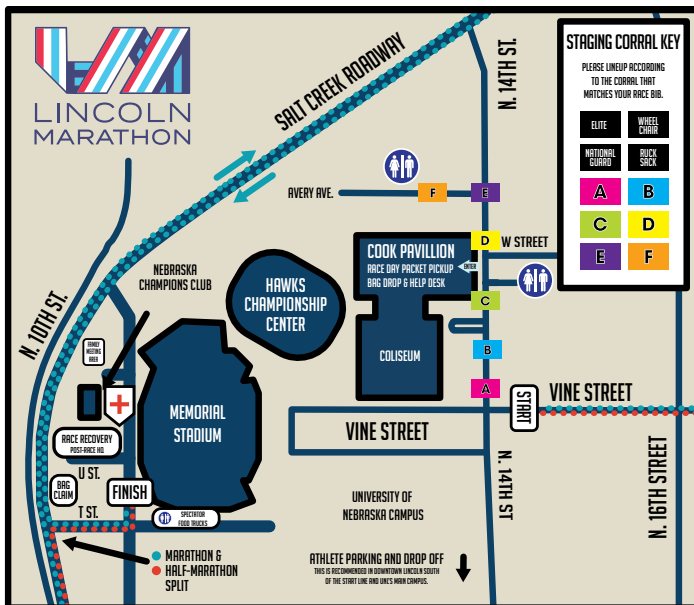 LINCOLN
MARATHON
SALT CREEK ROADWAY
N. 14TH ST.
STAGING CORRAL KEY
PLEASE LINEUP ACCORDING
TO THE CORRAL THAT
MATCHES YOUR RACE BIB.
ELITE
WHEEL
CHAIR
NATIONAL
GUARD
RUCK
SACK
A
B
C
D
E
F
AVERY AVE.
F
E
D
W STREET
COOK PAVILION
RACE DAY PACKET PICKUP
BAG DROP & HELP DESK
ENTER
C
COLISEUM
B
A
NEBRASKA
CHAMPIONS CLUB
HAWKS
CHAMPIONSHIP
CENTER
N. 10TH ST.
FAMILY
MEETING
AREA
MEMORIAL
STADIUM
RACE RECOVERY
POST-RACE HQ
U ST.
BAG
CLAIM
FINISH
T ST.
SPECTATOR
FOOD TRUCKS
START
VINE STREET
VINE STREET
N. 14TH ST
N. 16TH STREET
UNIVERSITY OF
NEBRASKA CAMPUS
MARATHON &
HALF-MARATHON
SPLIT
ATHLETE PARKING AND DROP OFF
THIS IS RECOMMENDED IN DOWNTOWN LINCOLN SOUTH
OF THE START LINE AND UNL'S MAIN CAMPUS.